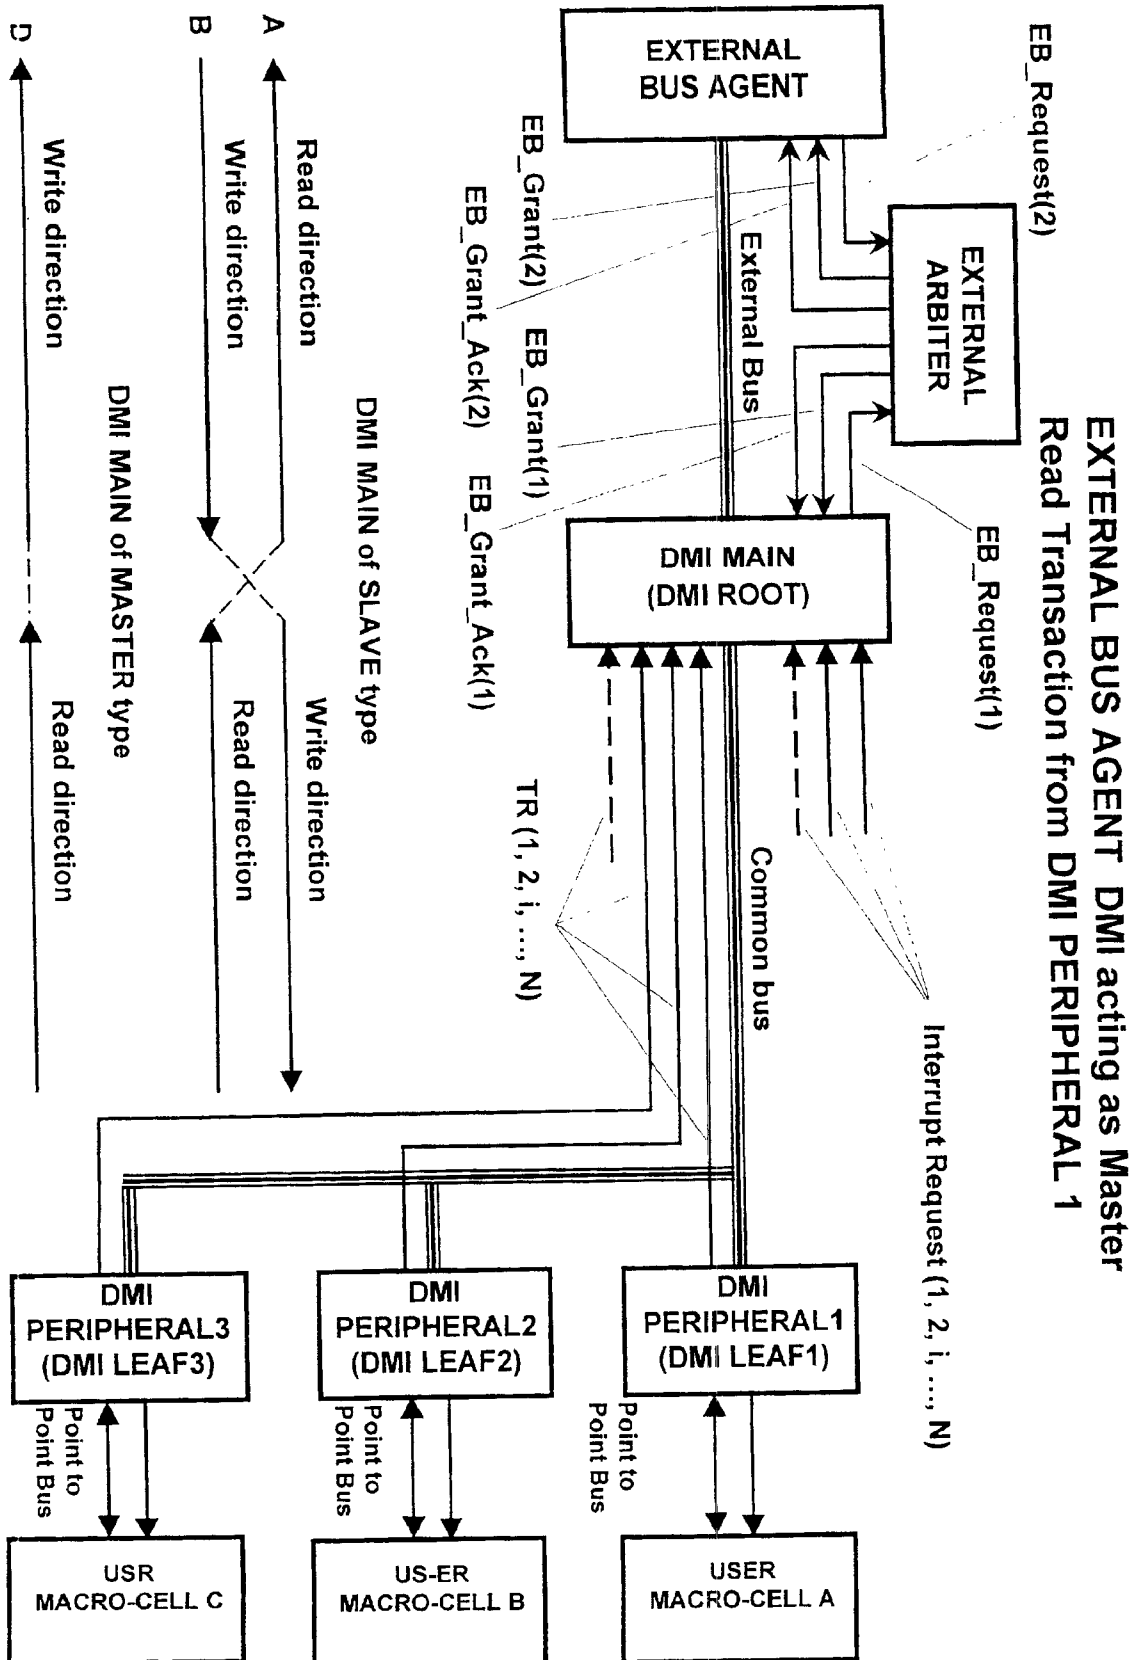 EXTERNAL BUS AGENT DMI acting as Master
Read Transaction from DMI PERIPHERAL 1
EB_Request(2)
EXTERNAL
BUS AGENT
EXTERNAL
ARBITER
EB_Grant(2)
EB_Grant_Ack(2)
External Bus
EB_Grant(1)
EB_Grant_Ack(1)
EB_Request(1)
DMI MAIN
(DMI ROOT)
Interrupt Request (1, 2, i, ..., N)
TR (1, 2, i, ..., N)
Common bus
DMI
PERIPHERAL1
(DMI LEAF1)
DMI
PERIPHERAL2
(DMI LEAF2)
DMI
PERIPHERAL3
(DMI LEAF3)
Point to
Point Bus
Point to
Point Bus
Point to
Point Bus
USER
MACRO-CELL A
US-ER
MACRO-CELL B
USR
MACRO-CELL C
DMI MAIN of SLAVE type
A
Read direction
Write direction
B
Write direction
Read direction
DMI MAIN of MASTER type
D
Write direction
Read direction